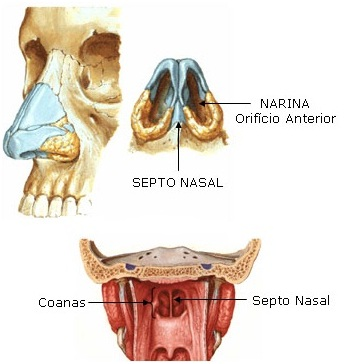 NARINA
Orifício Anterior
SEPTO NASAL
Coanas
Septo Nasal